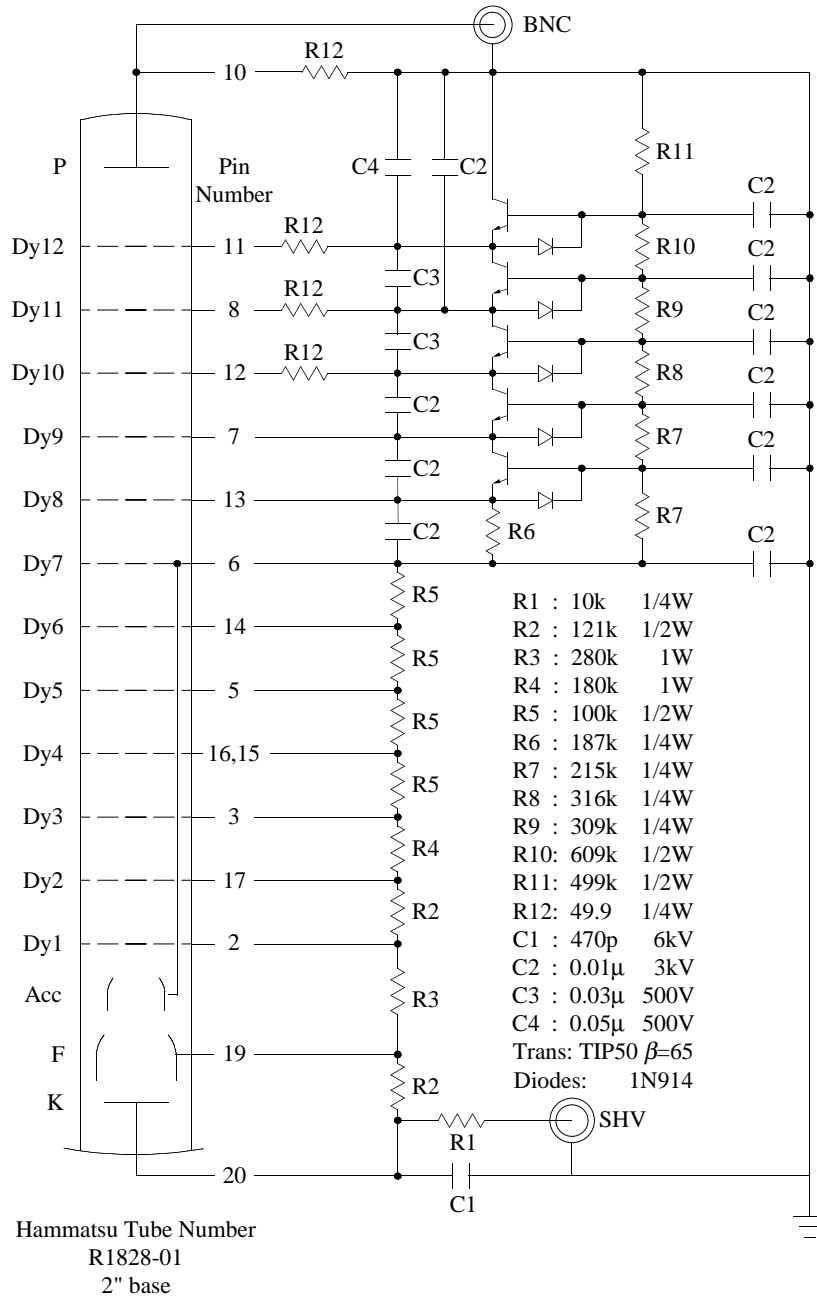 BNC
R12
10
R11
P
Pin
Number
C4
C2
C2
R12
Dy12
11
R10
C2
C3
R12
Dy11
8
R9
C2
C3
R12
Dy10
12
R8
C2
C2
Dy9
7
R7
C2
C2
Dy8
13
R6
R7
C2
C2
Dy7
6
R5
Dy6
14
R5
Dy5
5
R5
Dy4
16,15
R5
Dy3
3
R4
Dy2
17
R2
Dy1
2
Acc
R3
F
19
K
R2
R1
SHV
20
C1
R1 : 10k 1/4W
R2 : 121k 1/2W
R3 : 280k 1W
R4 : 180k 1W
R5 : 100k 1/2W
R6 : 187k 1/4W
R7 : 215k 1/4W
R8 : 316k 1/4W
R9 : 309k 1/4W
R10: 609k 1/2W
R11: 499k 1/2W
R12: 49.9 1/4W
C1 : 470p 6kV
C2 : 0.01μ 3kV
C3 : 0.03μ 500V
C4 : 0.05μ 500V
Trans: TIP50 β=65
Diodes: 1N914
Hammatsu Tube Number
R1828-01
2" base